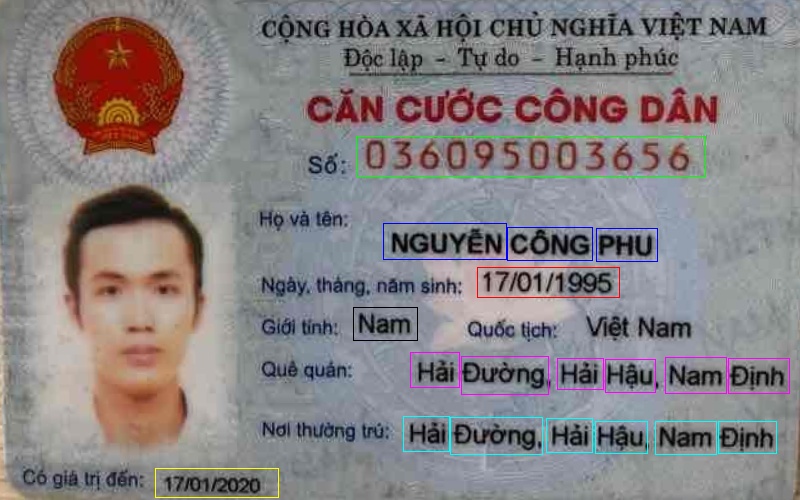 CỘNG HÒA XÃ HỘI CHỦ NGHĨA VIỆT NAM
Độc lập - Tự do - Hạnh phúc
CĂN CƯỚC CÔNG DÂN
Số: 036095003656
Họ và tên:
NGUYỄN CÔNG PHU
Ngày, tháng, năm sinh: 17/01/1995
Giới tính: Nam Quốc tịch: Việt Nam
Quê quán: Hải Đường, Hải Hậu, Nam Định
Nơi thường trú: Hải Đường, Hải Hậu, Nam Định
Có giá trị đến: 17/01/2020